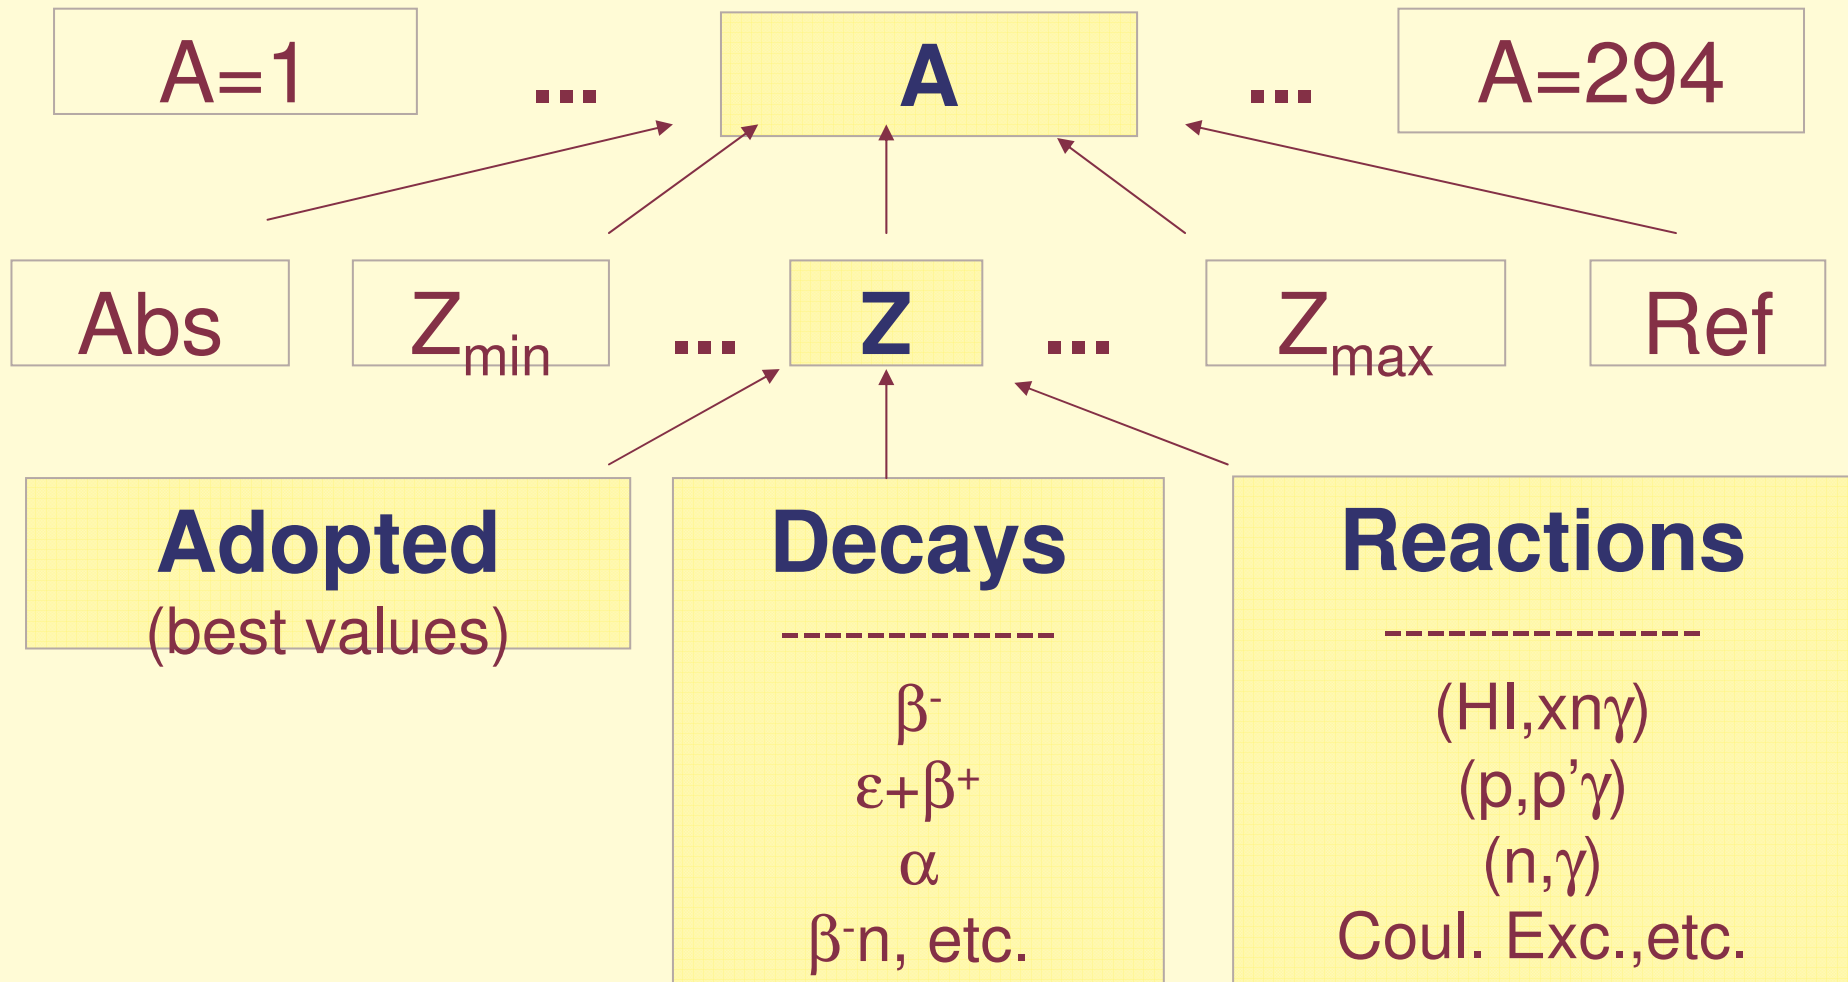 A=1 ... A ... A=294
Abs Zmin ... Z ... Zmax Ref
Adopted
(best values)
Decays
-------------
β-
ε+β+
α
β-n, etc.
Reactions
---------------
(HI,xnγ)
(p,p’γ)
(n,γ)
Coul. Exc.,etc.